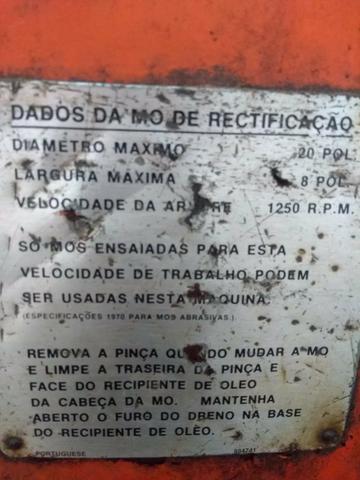 DADOS DA MO DE RECTIFICAÇAO
DIAMETRO MAXIMO 20 POL.
LARGURA MAXIMA 8 POL.
VELOCIDADE DA 1250 R.P.M.
SO MOS ENSAIADAS PARA ESTA
VELOCIDADE DE TRABALHO PODEM
SER USADAS NESTA MAQUINA.
(ESPECIFICAÇÕES 1970 PARA MOS ABRASIVAS.)
REMOVA A PINÇA QUANDO MUDAR A MO
E LIMPE A TRASEIRA DA PINÇA E
FACE DO RECIPIENTE DE OLEO
DA CABEÇA DA MO. MANTENHA
ABERTO O FURO DO DRENO NA BASE
DO RECIPIENTE DE OLEO.
PORTUGUESE